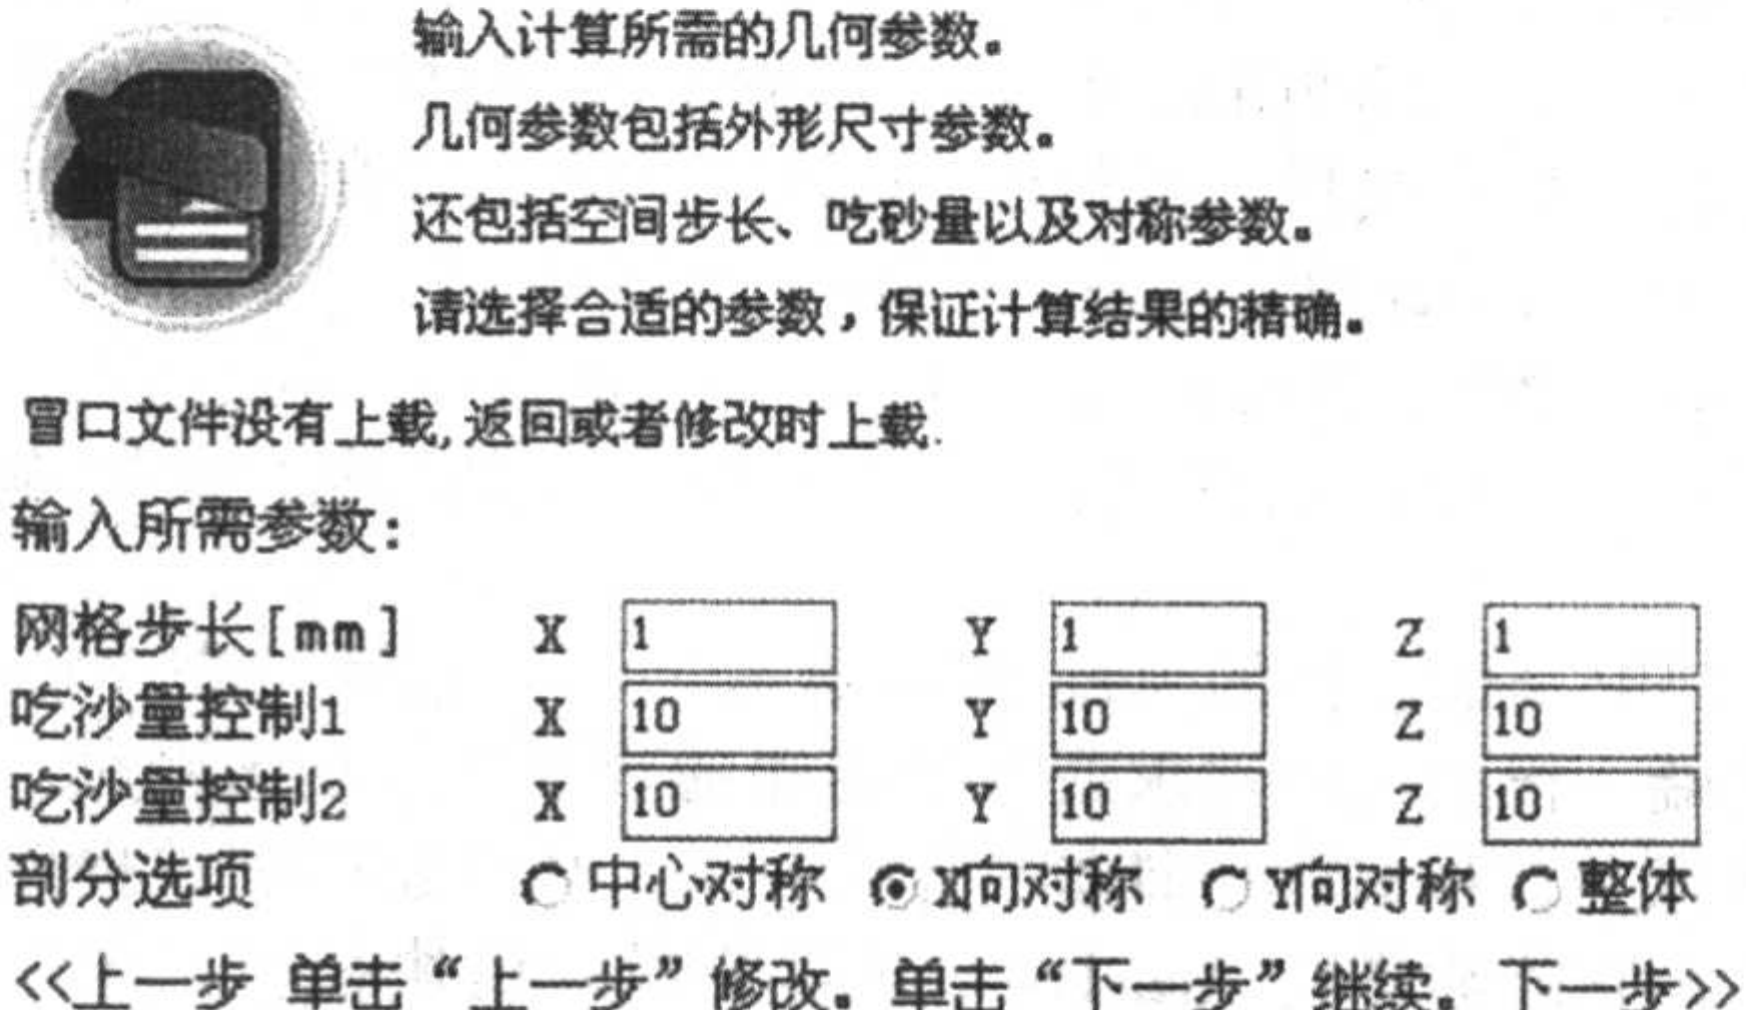 输入计算所需的几何参数。
几何参数包括外形尺寸参数。
还包括空间步长、吃砂量以及对称参数。
请选择合适的参数，保证计算结果的精确。
冒口文件没有上载,返回或者修改时上载.
输入所需参数:
网格步长[mm] X 1 Y 1 Z 1
吃沙量控制1 X 10 Y 10 Z 10
吃沙量控制2 X 10 Y 10 Z 10
剖分选项 中心对称 X向对称 Y向对称 整体
<<上一步 单击“上一步”修改。单击“下一步”继续。下一步>>